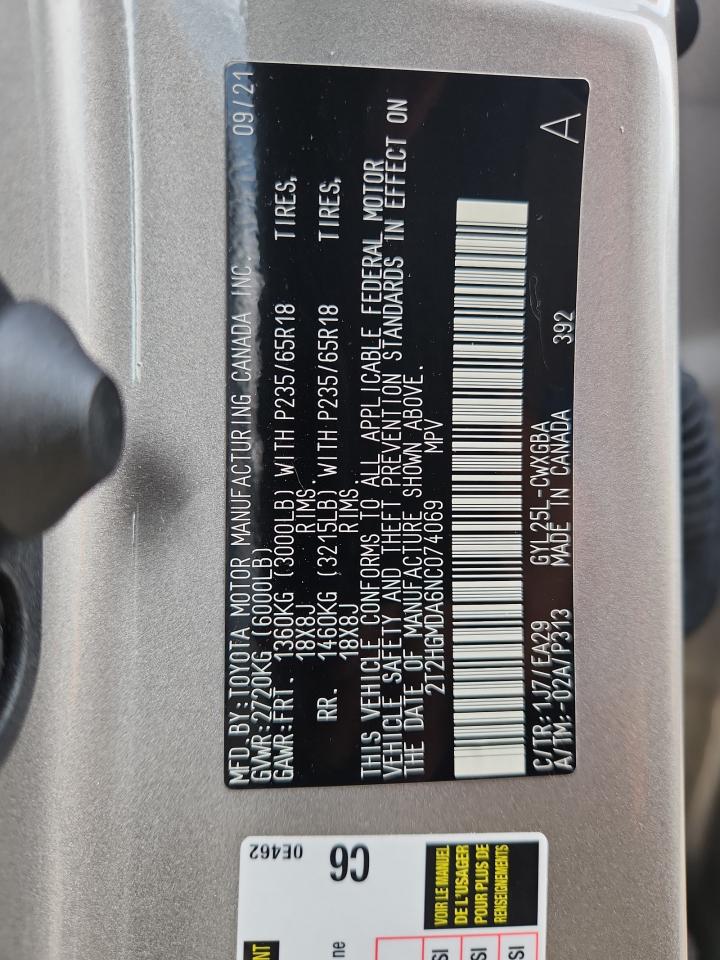 MFD BY:TOYOTA MOTOR MANUFACTURING CANADA INC. 09/21
GVWR:2720KG (6000LB)
GAWR:FRT. 1360KG (3000LB) WITH P235/65R18 TIRES,
18X8J RIMS.
RR. 1460KG (3215LB) WITH P235/65R18 TIRES,
18X8J RIMS.
THIS VEHICLE CONFORMS TO ALL APPLICABLE FEDERAL MOTOR
VEHICLE SAFETY AND THEFT PREVENTION STANDARDS IN EFFECT ON
THE DATE OF MANUFACTURE SHOWN ABOVE.
2T2HGMDA6NC074069 MPV
C/TR:1J7/EA29 GYL25L-CWXGBA
A/TM:-02A/P313 MADE IN CANADA 392 A
0E462
C6
VOIR LE MANUEL
DE L'USAGER
POUR PLUS DE
RENSEIGNEMENTS